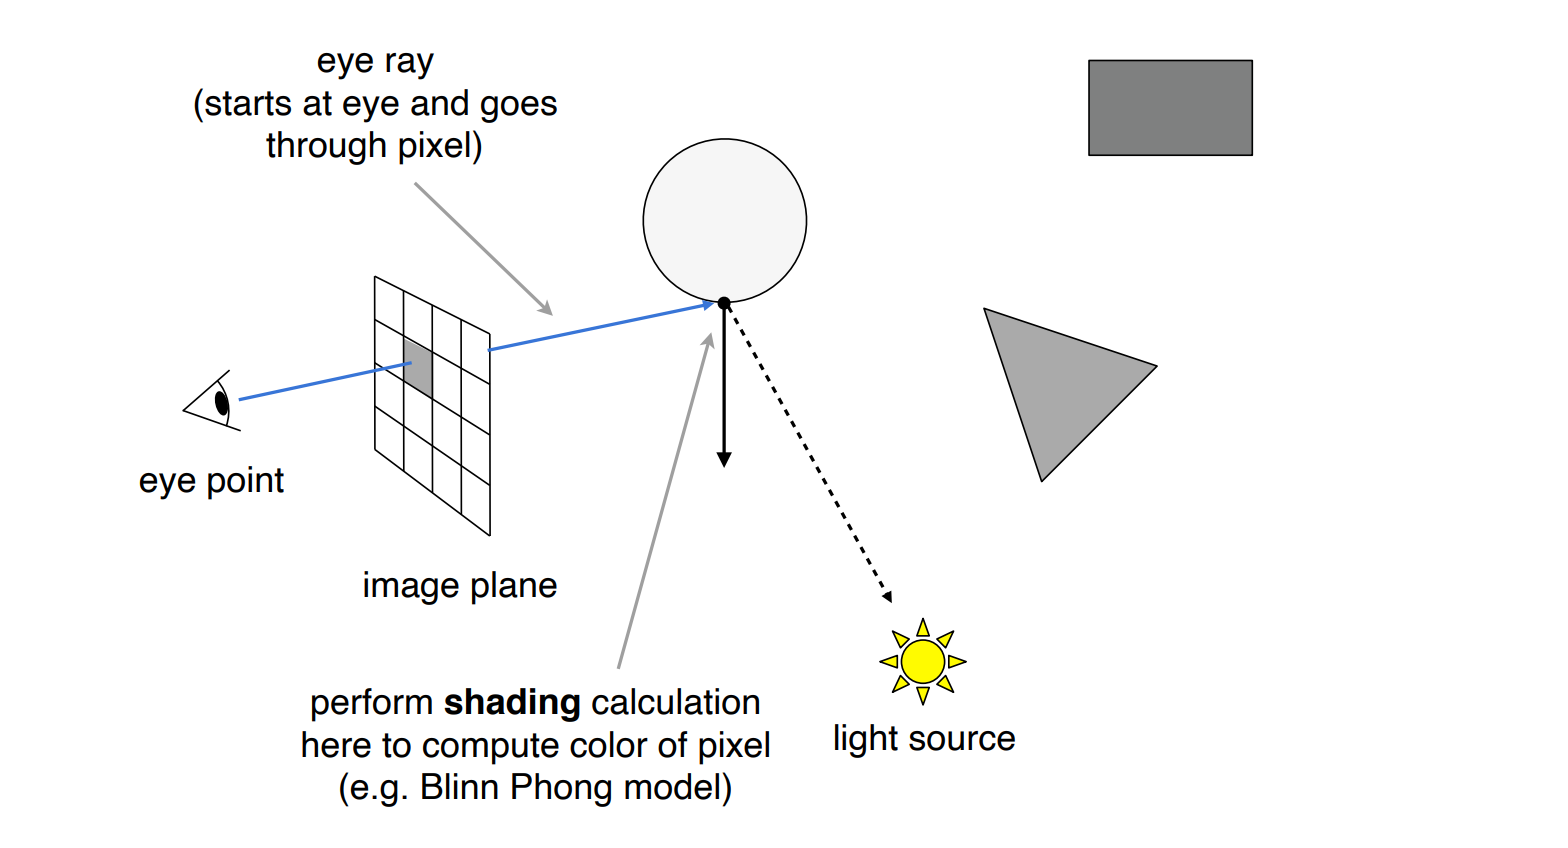 eye ray
(starts at eye and goes
through pixel)
eye point
image plane
perform shading calculation
here to compute color of pixel
(e.g. Blinn Phong model)
light source